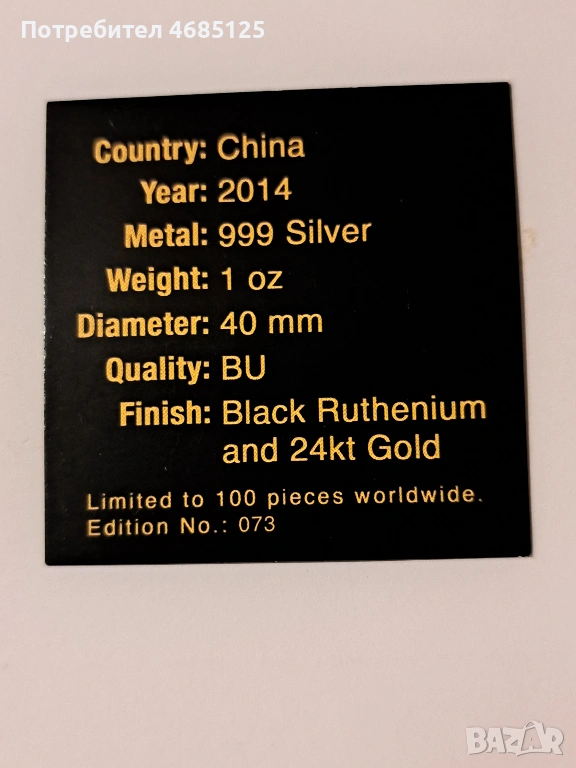 Потребител 4685125
Country: China
Year: 2014
Metal: 999 Silver
Weight: 1 oz
Diameter: 40 mm
Quality: BU
Finish: Black Ruthenium
and 24kt Gold
Limited to 100 pieces worldwide.
Edition No.: 073
BAZAR